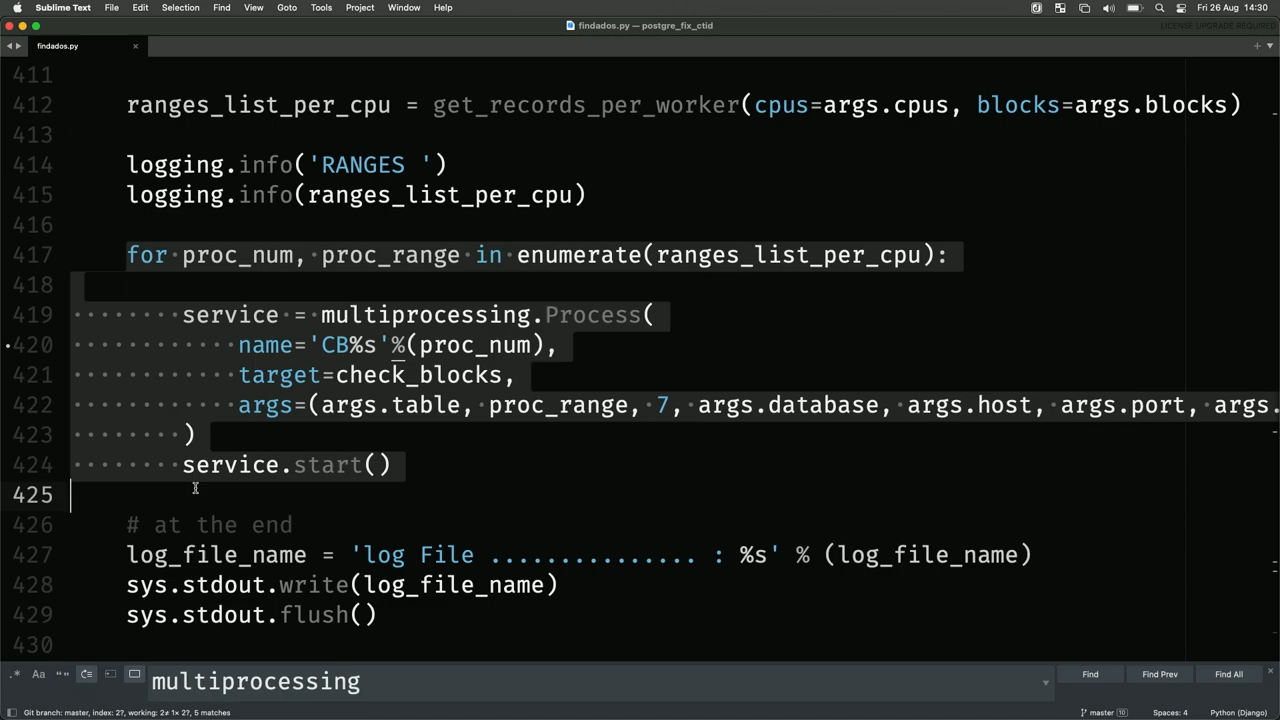 Sublime Text File Edit Selection Find View Goto Tools Project Window Help Fri 26 Aug 14:30
findados.py — postgre_fix_ctid LICENSE UPGRADE REQUIRED
findados.py
411
412 ranges_list_per_cpu = get_records_per_worker(cpus=args.cpus, blocks=args.blocks)
413
414 logging.info('RANGES ')
415 logging.info(ranges_list_per_cpu)
416
417 for proc_num, proc_range in enumerate(ranges_list_per_cpu):
418
419 service = multiprocessing.Process(
420 name='CB%s'%(proc_num),
421 target=check_blocks,
422 args=(args.table, proc_range, 7, args.database, args.host, args.port, args.
423 )
424 service.start()
425
426 # at the end
427 log_file_name = 'log File ............... : %s' % (log_file_name)
428 sys.stdout.write(log_file_name)
429 sys.stdout.flush()
430
.* Aa “” multiprocessing Find Find Prev Find All
Git branch: master, index: 2?, working: 2≠ 1× 2?, 5 matches master 10 Spaces: 4 Python (Django)